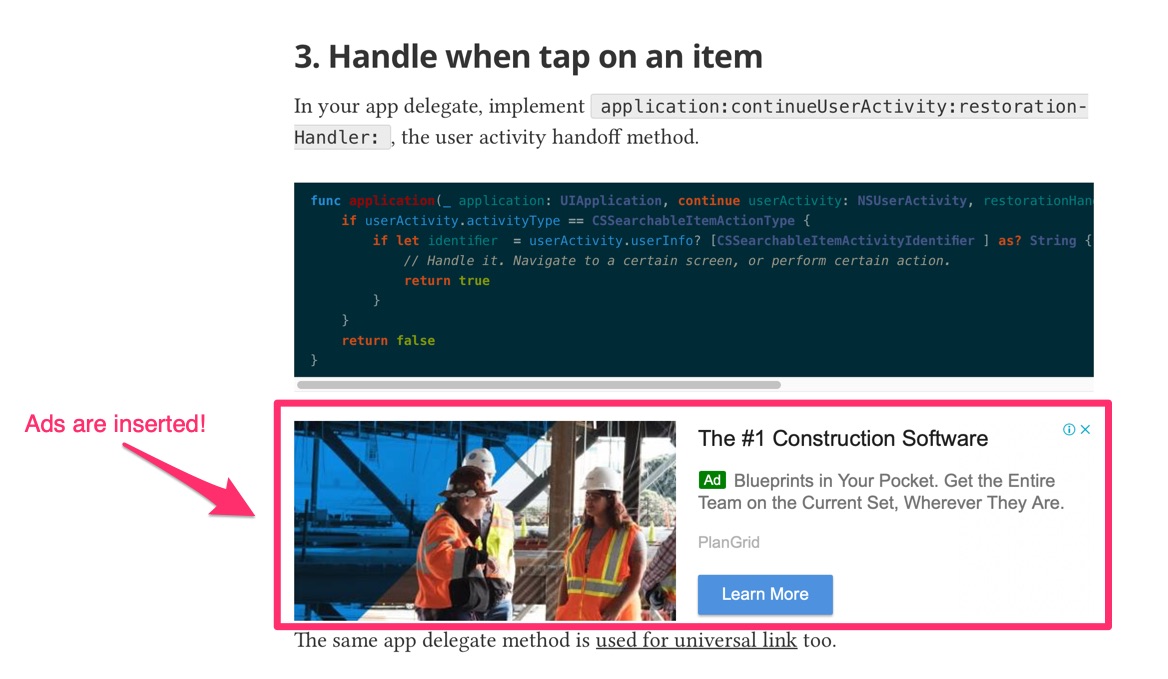 3. Handle when tap on an item
In your app delegate, implement application:continueUserActivity:restoration-
Handler: , the user activity handoff method.
func application(_ application: UIApplication, continue userActivity: NSUserActivity, restorationHan
if userActivity.activityType == CSSearchableItemActionType {
if let identifier = userActivity.userInfo? [CSSearchableItemActivityIdentifier ] as? String {
// Handle it. Navigate to a certain screen, or perform certain action.
return true
}
}
return false
}
Ads are inserted!
The #1 Construction Software
Ad Blueprints in Your Pocket. Get the Entire
Team on the Current Set, Wherever They Are.
PlanGrid
Learn More
The same app delegate method is used for universal link too.